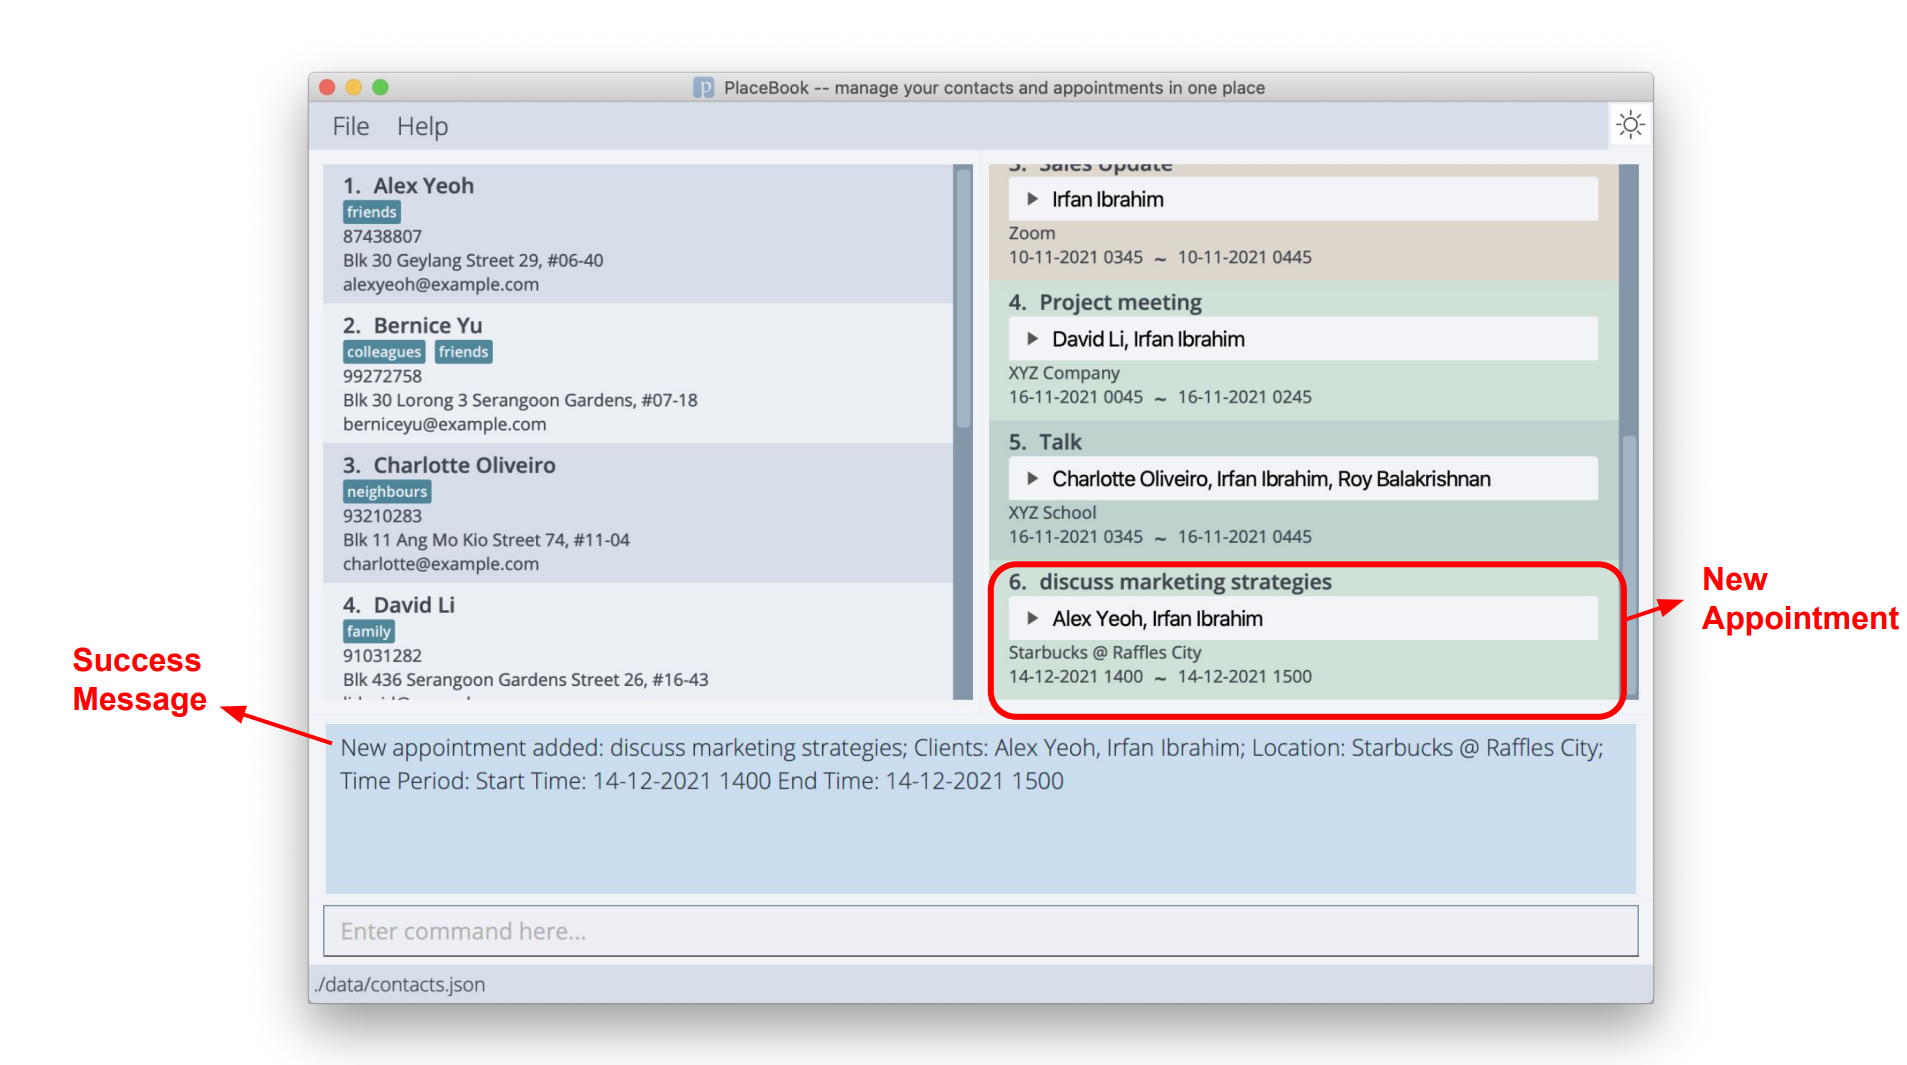 PlaceBook -- manage your contacts and appointments in one place
File Help
1. Alex Yeoh
friends
87438807
Blk 30 Geylang Street 29, #06-40
alexyeoh@example.com
2. Bernice Yu
colleagues friends
99272758
Blk 30 Lorong 3 Serangoon Gardens, #07-18
berniceyu@example.com
3. Charlotte Oliveiro
neighbours
93210283
Blk 11 Ang Mo Kio Street 74, #11-04
charlotte@example.com
4. David Li
family
91031282
Blk 436 Serangoon Gardens Street 26, #16-43
3. Sales Update
Irfan Ibrahim
Zoom
10-11-2021 0345 ~ 10-11-2021 0445
4. Project meeting
David Li, Irfan Ibrahim
XYZ Company
16-11-2021 0045 ~ 16-11-2021 0245
5. Talk
Charlotte Oliveiro, Irfan Ibrahim, Roy Balakrishnan
XYZ School
16-11-2021 0345 ~ 16-11-2021 0445
6. discuss marketing strategies
Alex Yeoh, Irfan Ibrahim
Starbucks @ Raffles City
14-12-2021 1400 ~ 14-12-2021 1500
New
Appointment
Success
Message
New appointment added: discuss marketing strategies; Clients: Alex Yeoh, Irfan Ibrahim; Location: Starbucks @ Raffles City;
Time Period: Start Time: 14-12-2021 1400 End Time: 14-12-2021 1500
Enter command here...
./data/contacts.json